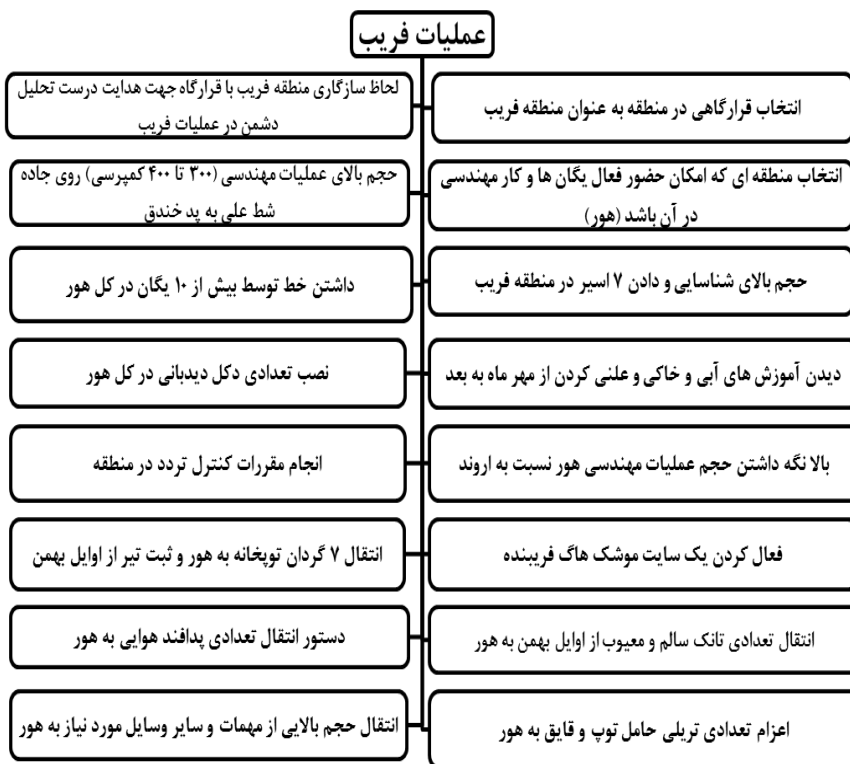 عملیات فریب
انتخاب قرارگاهی در منطقه به عنوان منطقه فریب
لحاظ سازگاری منطقه فریب با قرارگاه جهت هدایت درست تحلیل
دشمن در عملیات فریب
انتخاب منطقه ای که امکان حضور فعال یگان ها و کار مهندسی
در آن باشد (هور)
حجم بالای عملیات مهندسی (۳۰۰ تا ۴۰۰ کمپرسی) روی جاده
شط علی به پد خندق
حجم بالای شناسایی و دادن ۷ اسیر در منطقه فریب
داشتن خط توسط بیش از ۱۰ یگان در کل هور
دیدن آموزش های آبی و خاکی و علنی کردن از مهر ماه به بعد
نصب تعدادی دکل دیدبانی در کل هور
بالا نگه داشتن حجم عملیات مهندسی هور نسبت به اروند
انجام مقررات کنترل تردد در منطقه
فعال کردن یک سایت موشک هاگ فریبنده
انتقال ۷ گردان توپخانه به هور و ثبت تیر از اوایل بهمن
انتقال تعدادی تانک سالم و معیوب از اوایل بهمن به هور
دستور انتقال تعدادی پدافند هوایی به هور
اعزام تعدادی تریلی حامل توپ و قایق به هور
انتقال حجم بالایی از مهمات و سایر وسایل مورد نیاز به هور